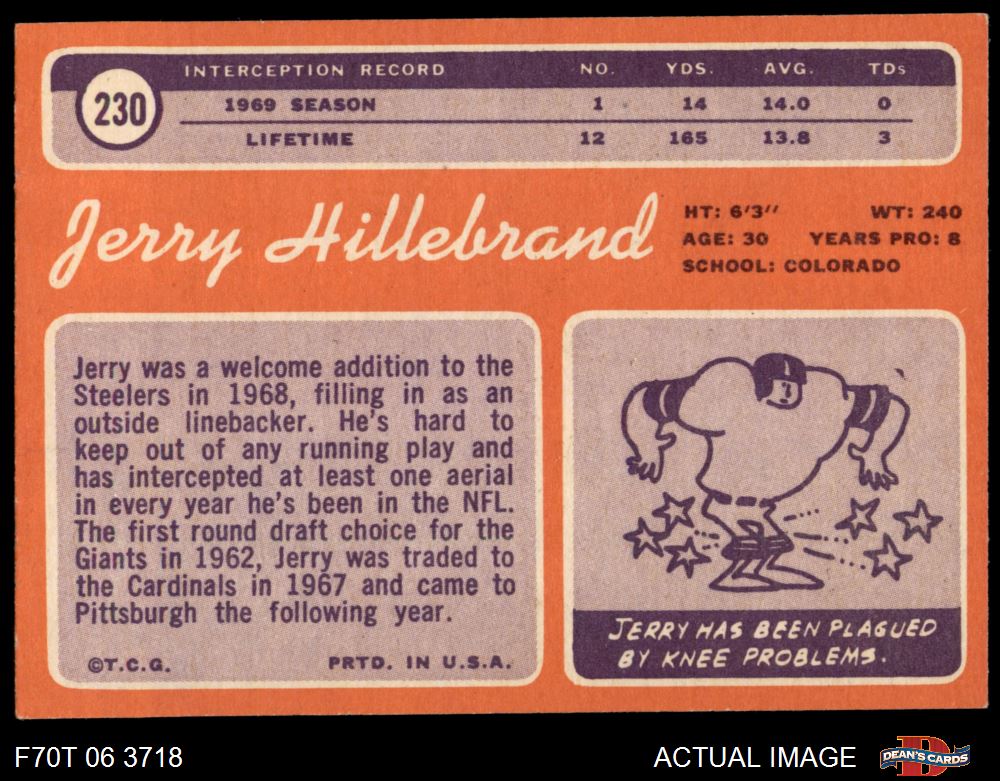 INTERCEPTION RECORD NO. YDS. AVG. TDs
230
1969 SEASON 1 14 14.0 0
LIFETIME 12 165 13.8 3
Jerry Hillebrand
HT: 6'3" WT: 240
AGE: 30 YEARS PRO: 8
SCHOOL: COLORADO
Jerry was a welcome addition to the
Steelers in 1968, filling in as an
outside linebacker. He's hard to
keep out of any running play and
has intercepted at least one aerial
in every year he's been in the NFL.
The first round draft choice for the
Giants in 1962, Jerry was traded to
the Cardinals in 1967 and came to
Pittsburgh the following year.
©T.C.G. PRTD. IN U.S.A.
JERRY HAS BEEN PLAGUED
BY KNEE PROBLEMS.
F70T 06 3718 ACTUAL IMAGE
D
DEAN'S CARDS